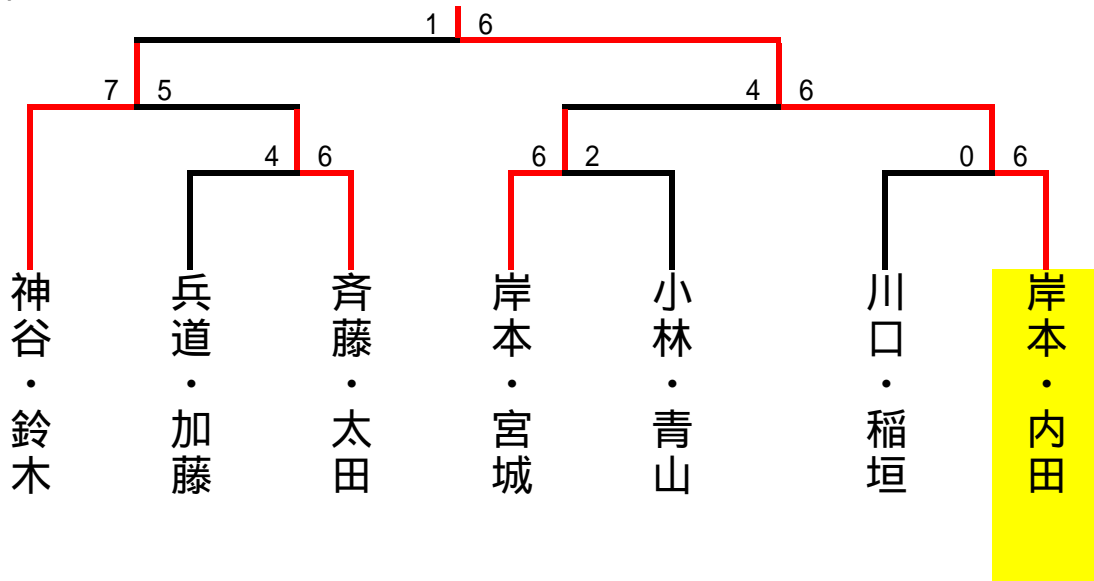 1 6
7 5
4 6
4 6
6 2
0 6
神谷・鈴木
兵道・加藤
斉藤・太田
岸本・宮城
小林・青山
川口・稲垣
岸本・内田